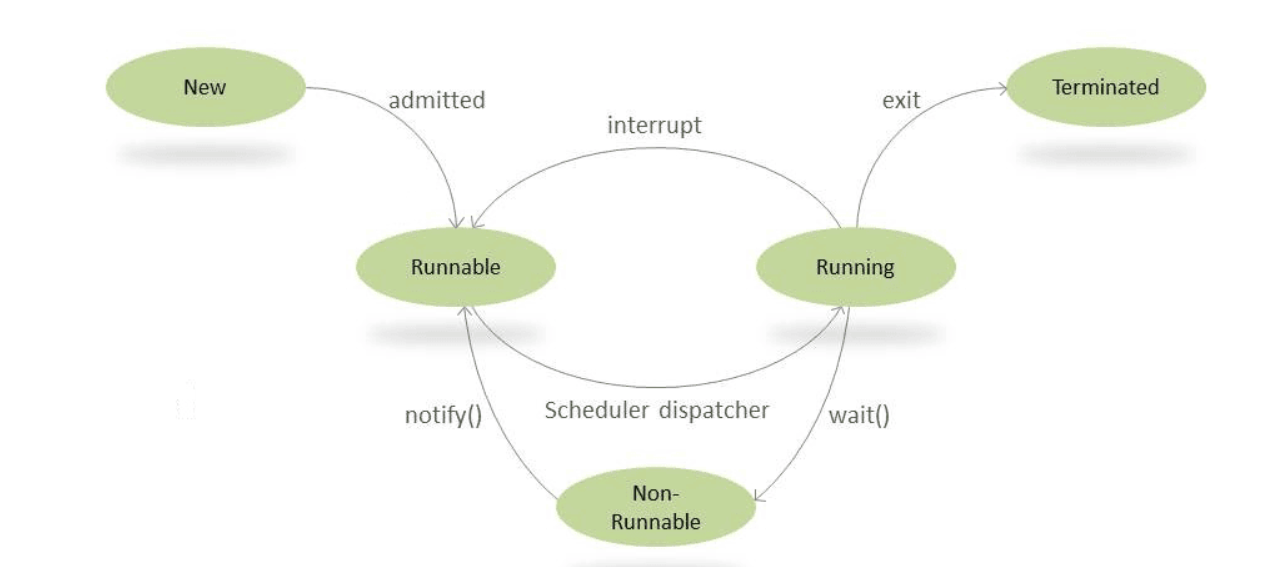 New
Terminated
admitted
exit
interrupt
Runnable
Running
notify()
Scheduler dispatcher
wait()
Non-
Runnable